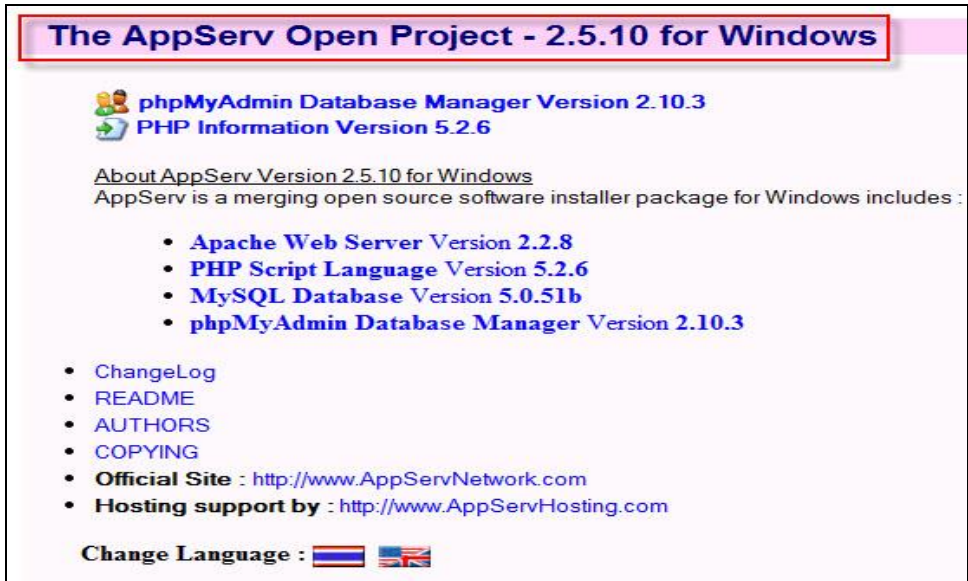 The AppServ Open Project - 2.5.10 for Windows
phpMyAdmin Database Manager Version 2.10.3
PHP Information Version 5.2.6
About AppServ Version 2.5.10 for Windows
AppServ is a merging open source software installer package for Windows includes :
• Apache Web Server Version 2.2.8
• PHP Script Language Version 5.2.6
• MySQL Database Version 5.0.51b
• phpMyAdmin Database Manager Version 2.10.3
• ChangeLog
• README
• AUTHORS
• COPYING
• Official Site : http://www.AppServNetwork.com
• Hosting support by : http://www.AppServHosting.com
Change Language :